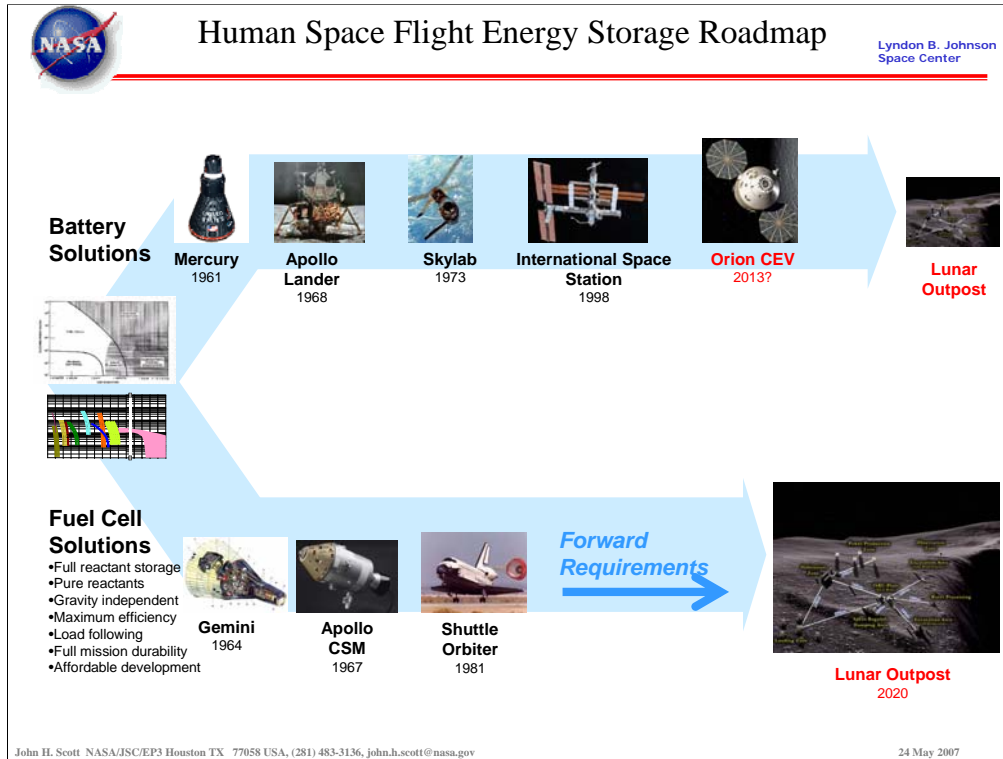 NASA
Human Space Flight Energy Storage Roadmap
Lyndon B. Johnson
Space Center
Battery
Solutions
Mercury
1961
Apollo
Lander
1968
Skylab
1973
International Space
Station
1998
Orion CEV
2013?
Lunar
Outpost
Fuel Cell
Solutions
•Full reactant storage
•Pure reactants
•Gravity independent
•Maximum efficiency
•Load following
•Full mission durability
•Affordable development
Gemini
1964
Apollo
CSM
1967
Shuttle
Orbiter
1981
Forward
Requirements
Lunar Outpost
2020
John H. Scott NASA/JSC/EP3 Houston TX 77058 USA, (281) 483-3136, john.h.scott@nasa.gov
24 May 2007